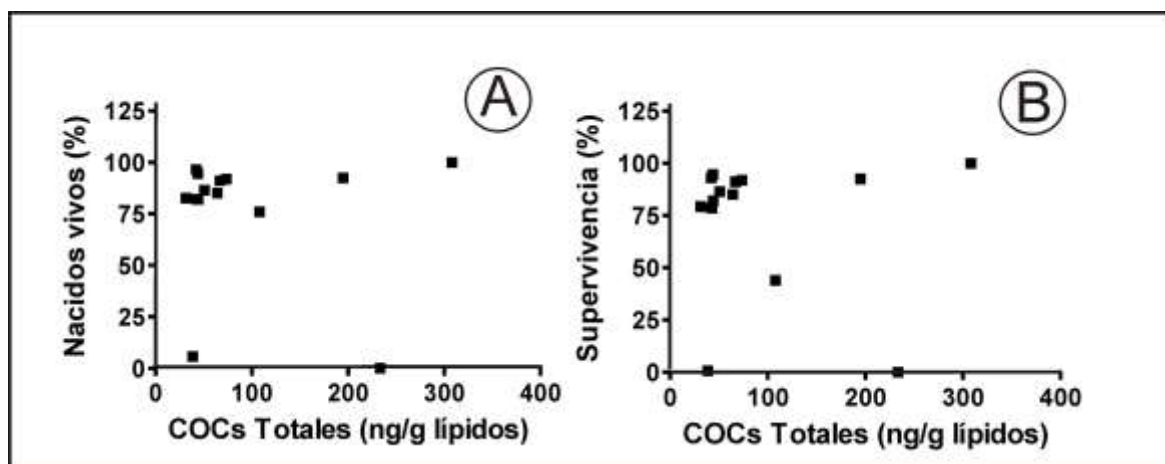 A
Nacidos vivos (%)
125
100
75
50
25
0
0 100 200 300 400
COCs Totales (ng/g lípidos)
B
Supervivencia (%)
125
100
75
50
25
0
0 100 200 300 400
COCs Totales (ng/g lípidos)